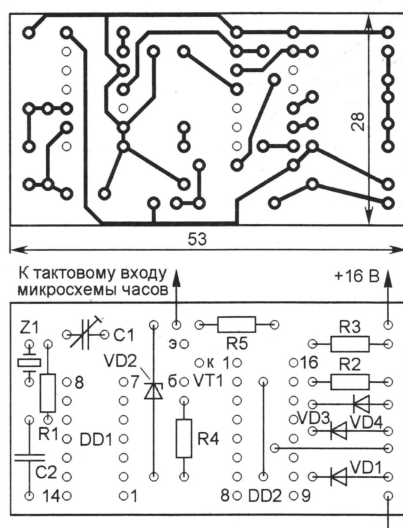 28
53
К тактовому входу
микросхемы часов
+16 В
Z1
C1
VD2
э
R5
R3
к 1
16
R2
8
7
б
VT1
R1
DD1
R4
VD3
VD4
C2
VD1
14
1
8
DD2
9